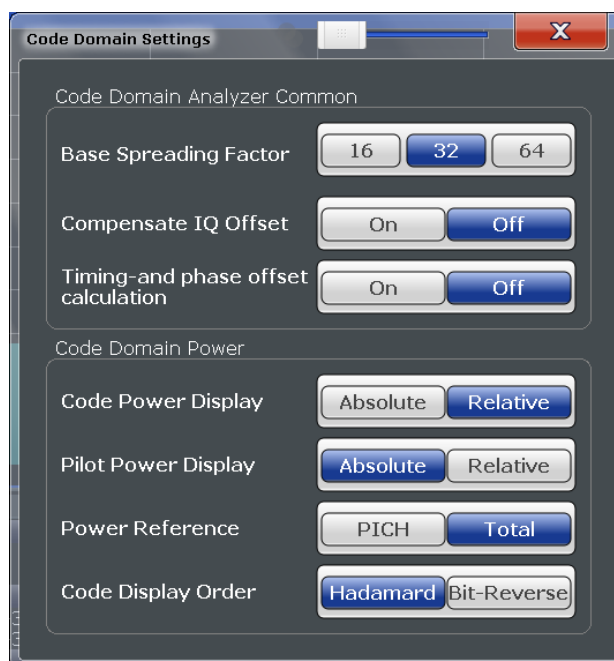 Code Domain Settings
X
Code Domain Analyzer Common
Base Spreading Factor 16 32 64
Compensate IQ Offset On Off
Timing-and phase offset
calculation On Off
Code Domain Power
Code Power Display Absolute Relative
Pilot Power Display Absolute Relative
Power Reference PICH Total
Code Display Order Hadamard Bit-Reverse